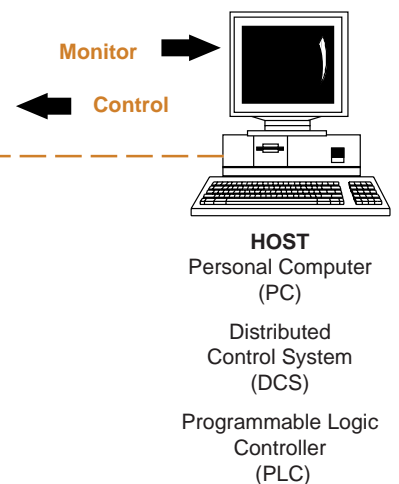 Monitor
Control
HOST
Personal Computer
(PC)
Distributed
Control System
(DCS)
Programmable Logic
Controller
(PLC)